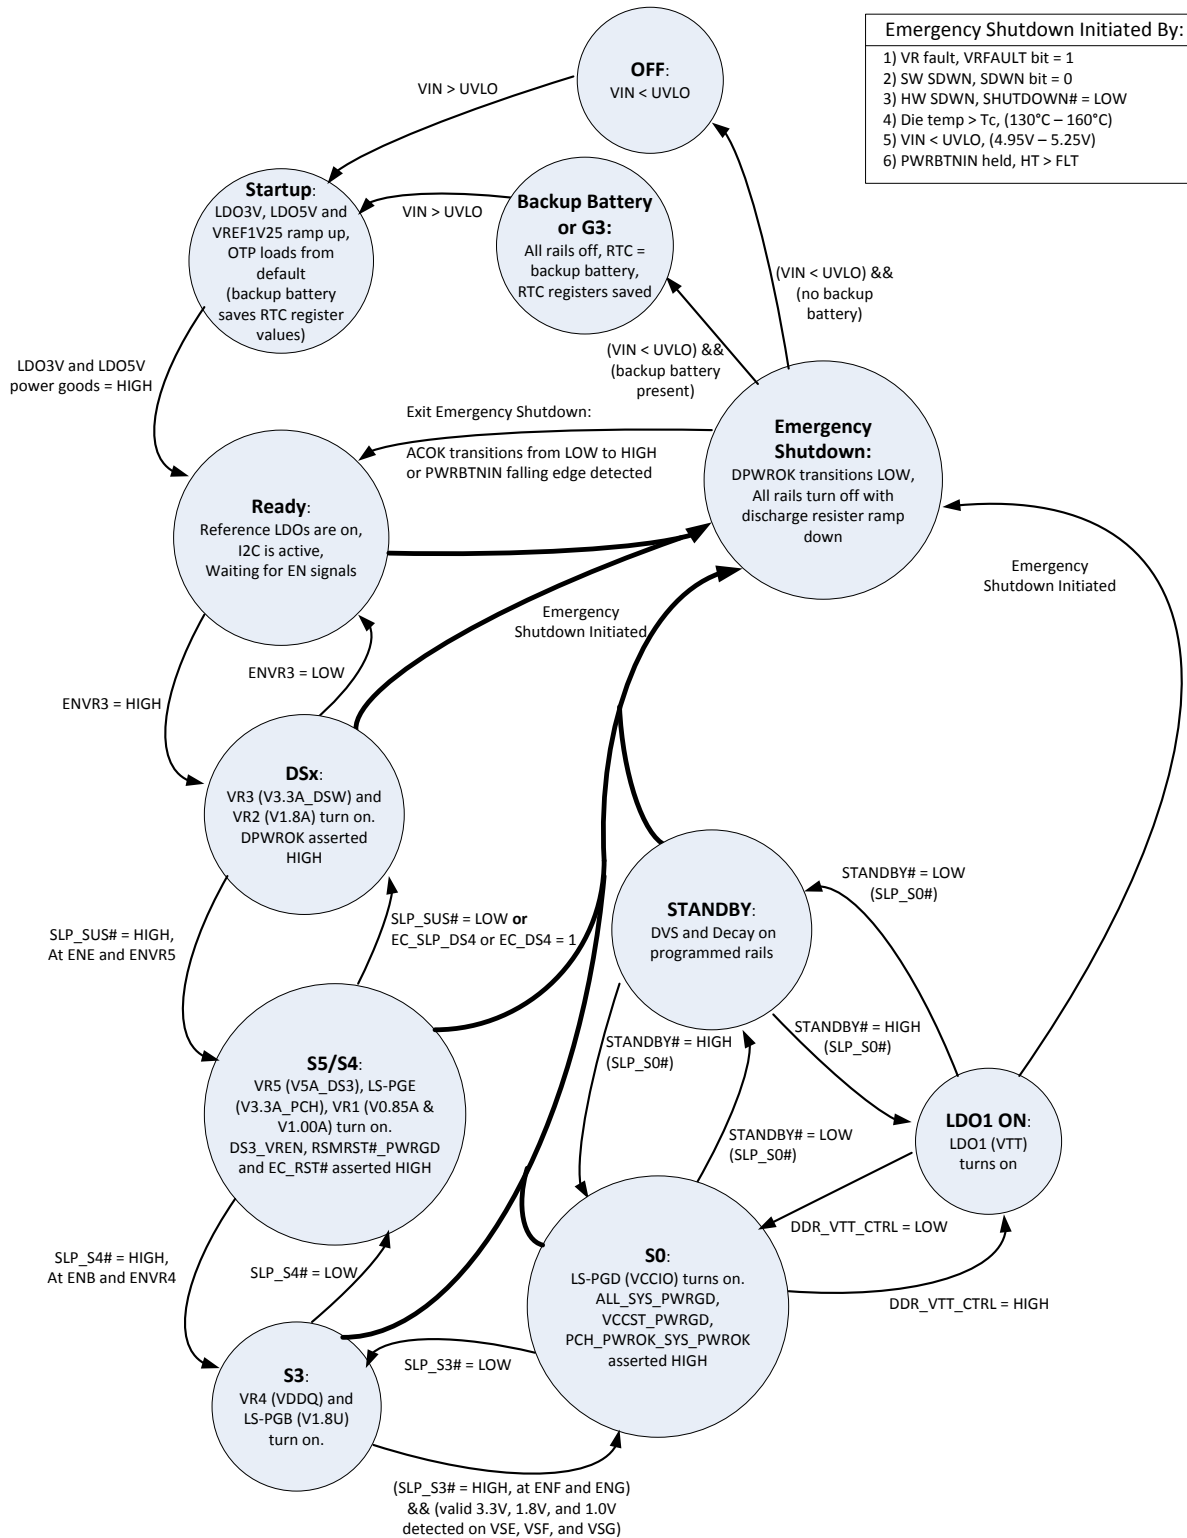 Emergency Shutdown Initiated By:
1) VR fault, VRFAULT bit = 1
2) SW SDWN, SDWN bit = 0
3) HW SDWN, SHUTDOWN# = LOW
4) Die temp > Tc, (130°C – 160°C)
5) VIN < UVLO, (4.95V – 5.25V)
6) PWRBTNIN held, HT > FLT
OFF:
VIN < UVLO
VIN > UVLO
Startup:
LDO3V, LDO5V and
VREF1V25 ramp up,
OTP loads from
default
(backup battery
saves RTC register
values)
VIN > UVLO
Backup Battery
or G3:
All rails off, RTC =
backup battery,
RTC registers saved
(VIN < UVLO) &&
(no backup
battery)
(VIN < UVLO) &&
(backup battery
present)
LDO3V and LDO5V
power goods = HIGH
Exit Emergency Shutdown:
ACOK transitions from LOW to HIGH
or PWRBTNIN falling edge detected
Emergency
Shutdown:
DPWROK transitions LOW,
All rails turn off with
discharge resister ramp
down
Ready:
Reference LDOs are on,
I2C is active,
Waiting for EN signals
Emergency
Shutdown Initiated
Emergency
Shutdown Initiated
ENVR3 = LOW
ENVR3 = HIGH
DSx:
VR3 (V3.3A_DSW) and
VR2 (V1.8A) turn on.
DPWROK asserted
HIGH
SLP_SUS# = HIGH,
At ENE and ENVR5
SLP_SUS# = LOW or
EC_SLP_DS4 or EC_DS4 = 1
STANDBY:
DVS and Decay on
programmed rails
STANDBY# = LOW
(SLP_S0#)
STANDBY# = HIGH
(SLP_S0#)
STANDBY# = HIGH
(SLP_S0#)
STANDBY# = LOW
(SLP_S0#)
S5/S4:
VR5 (V5A_DS3), LS-PGE
(V3.3A_PCH), VR1 (V0.85A &
V1.00A) turn on.
DS3_VREN, RSMRST#_PWRGD
and EC_RST# asserted HIGH
LDO1 ON:
LDO1 (VTT)
turns on
DDR_VTT_CTRL = LOW
DDR_VTT_CTRL = HIGH
SLP_S4# = HIGH,
At ENB and ENVR4
SLP_S4# = LOW
S0:
LS-PGD (VCCIO) turns on.
ALL_SYS_PWRGD,
VCCST_PWRGD,
PCH_PWROK_SYS_PWROK
asserted HIGH
SLP_S3# = LOW
S3:
VR4 (VDDQ) and
LS-PGB (V1.8U)
turn on.
(SLP_S3# = HIGH, at ENF and ENG)
&& (valid 3.3V, 1.8V, and 1.0V
detected on VSE, VSF, and VSG)